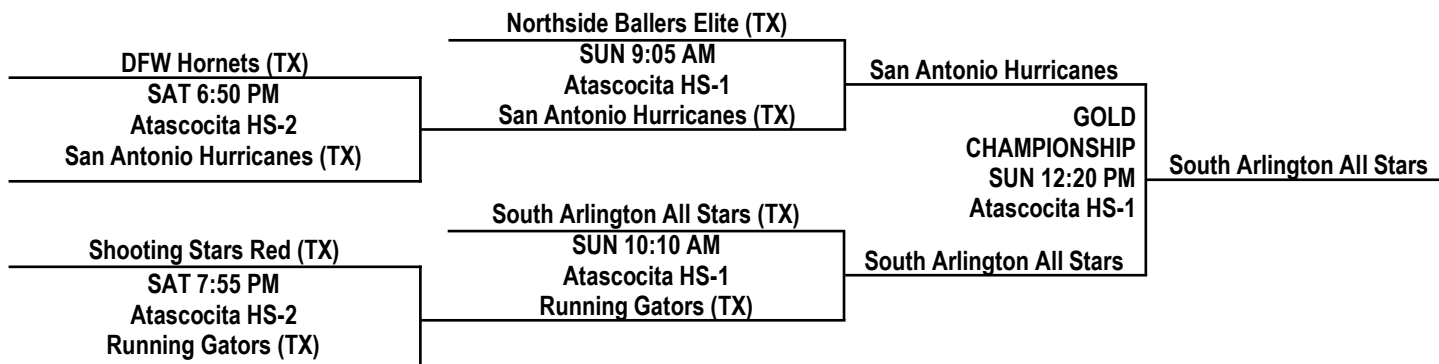 Northside Ballers Elite (TX)
DFW Hornets (TX)
SUN 9:05 AM
San Antonio Hurricanes
SAT 6:50 PM
Atascocita HS-1
Atascocita HS-2
San Antonio Hurricanes (TX)
GOLD
San Antonio Hurricanes (TX)
CHAMPIONSHIP
SUN 12:20 PM
South Arlington All Stars
South Arlington All Stars (TX)
Atascocita HS-1
Shooting Stars Red (TX)
SUN 10:10 AM
South Arlington All Stars
SAT 7:55 PM
Atascocita HS-1
Atascocita HS-2
Running Gators (TX)
Running Gators (TX)